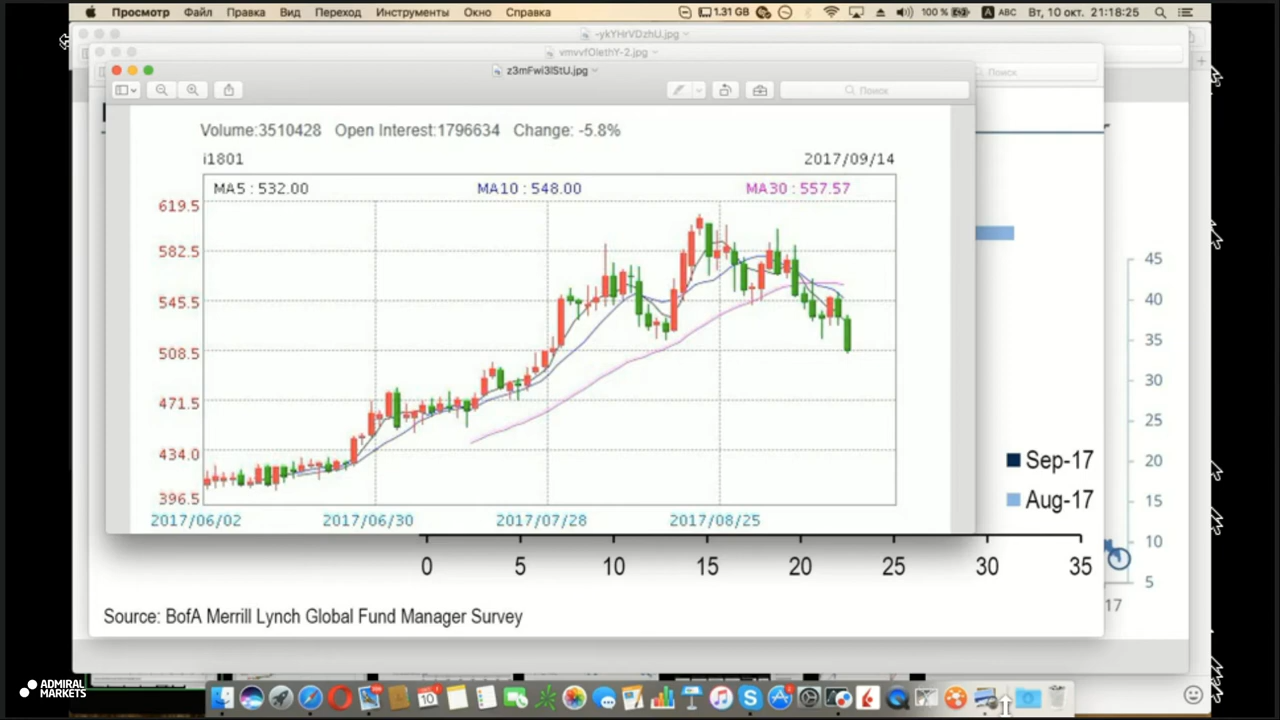 Просмотр Файл Правка Вид Переход Инструменты Окно Справка 1.31 GB 100 % A ABC Вт, 10 окт. 21:18:25
-ykYHrVDzhU.jpg
vmvvfOlethY-2.jpg
z3mFwi3lStU.jpg
Поиск
Поиск
Volume:3510428 Open Interest:1796634 Change: -5.8%
i1801 2017/09/14
MA5 : 532.00 MA10 : 548.00 MA30 : 557.57
619.5
582.5
545.5
508.5
471.5
434.0
396.5
2017/06/02 2017/06/30 2017/07/28 2017/08/25
45
40
35
30
25
20
15
10
5
17
Sep-17
Aug-17
0 5 10 15 20 25 30 35
Source: BofA Merrill Lynch Global Fund Manager Survey
ADMIRAL
MARKETS